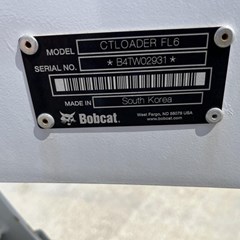 MODEL CTLOADER FL6
SERIAL NO. *B4TW02931*
MADE IN South Korea
Bobcat.
West Fargo, ND 58078 USA
www.bobcat.com